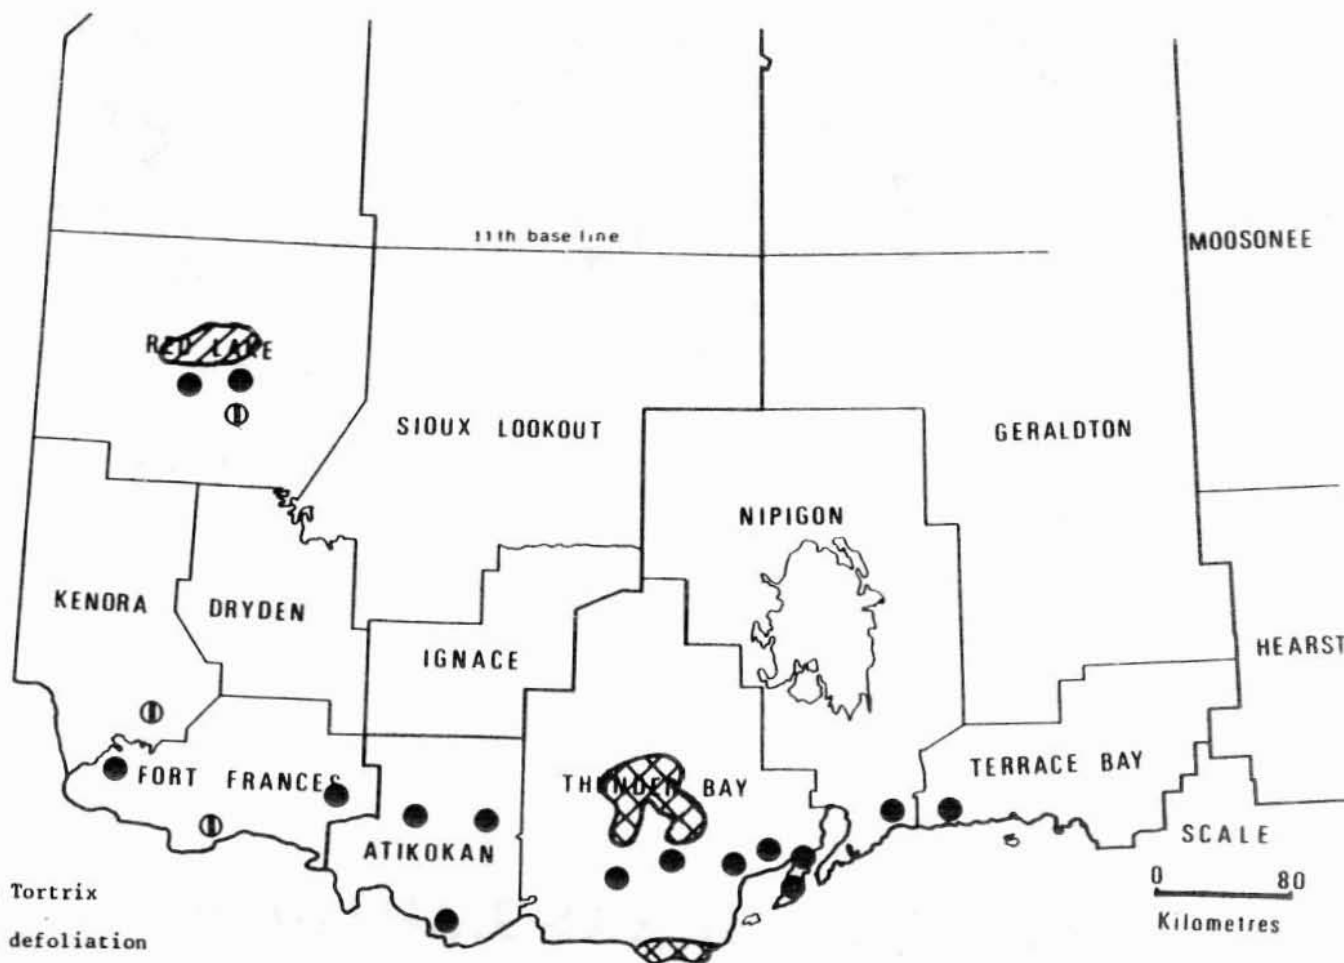 11th base line
MOOSONEE
RED LAKE
SIOUX LOOKOUT
GERALDTON
NIPIGON
KENORA
DRYDEN
IGNACE
HEARST
FORT FRANCES
THUNDER BAY
TERRACE BAY
ATIKOKAN
SCALE
0 80
Kilometres
Tortrix
defoliation